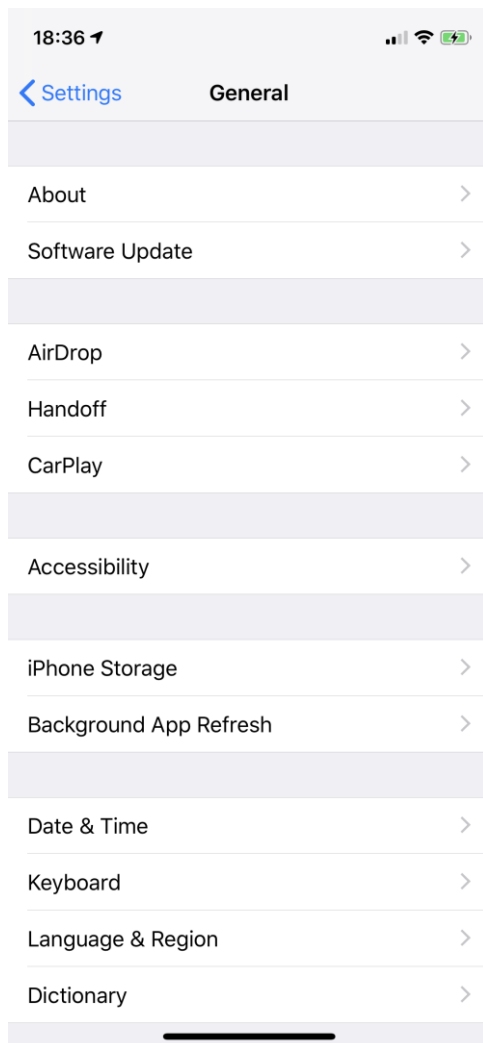 18:36
Settings
General
About
Software Update
AirDrop
Handoff
CarPlay
Accessibility
iPhone Storage
Background App Refresh
Date & Time
Keyboard
Language & Region
Dictionary